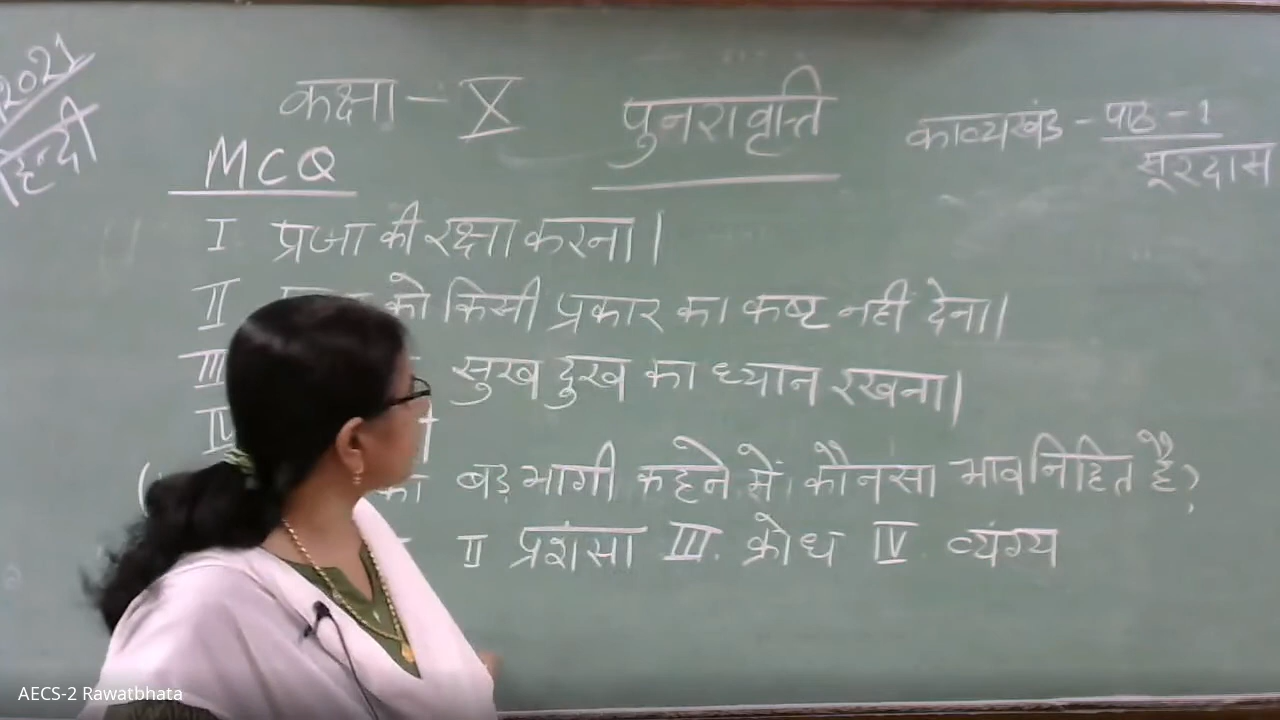 2021
हिन्दी
कक्षा - X पुनरावृत्ति काव्यखंड - पाठ - 1
सूरदास
MCQ
I प्रजा की रक्षा करना।
II को किसी प्रकार का कष्ट नहीं देना।
III सुख दुख का ध्यान रखना।
IV
बड़भागी कहने में कौनसा भाव निहित है?
II प्रशंसा III. क्रोध IV. व्यंग्य
AECS-2 Rawatbhata